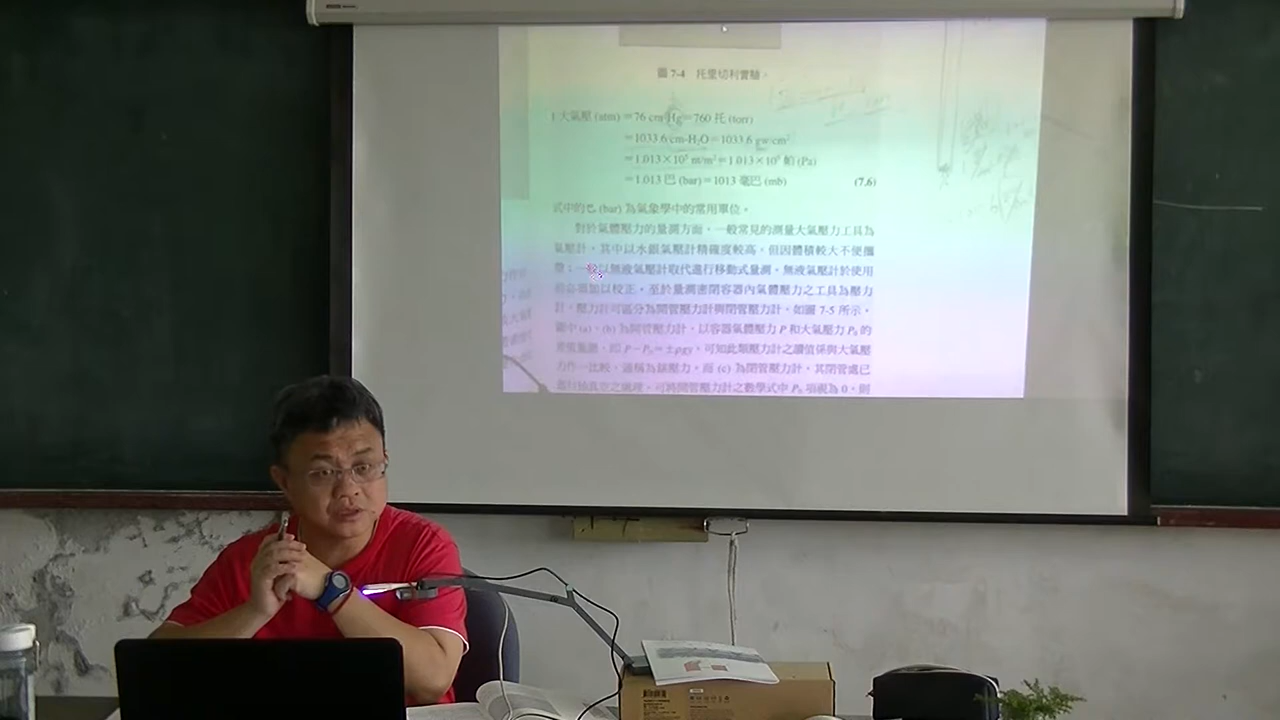 圖 7-4 托里切利實驗。
1 大氣壓 (atm) = 76 cm-Hg = 760 托 (torr)
= 1033.6 cm-H₂O = 1033.6 gw/cm²
= 1.013×10⁵ nt/m² = 1.013×10⁵ 帕 (Pa)
= 1.013 巴 (bar) = 1013 毫巴 (mb) (7.6)
式中的巴 (bar) 為氣象學中的常用單位。
對於氣體壓力的量測方面，一般常見的測量大氣壓力工具為
氣壓計，其中以水銀氣壓計精確度較高，但因體積較大不便攜
帶；一般以無液氣壓計取代進行移動式量測，無液氣壓計於使用
前必須加以校正。至於量測密閉容器內氣體壓力之工具為壓力
計，壓力計可區分為開管壓力計與閉管壓力計，如圖 7-5 所示。
圖中 (a)、(b) 為開管壓力計，以容器氣體壓力 P 和大氣壓力 P₀ 的
差值量測，即 P − P₀ = ±ρgy，可知此類壓力計之讀值係與大氣壓
力作一比較，這稱為錶壓力。而 (c) 為閉管壓力計，其閉管處已
進行抽真空之處理，可將開管壓力計之數學式中 P₀ 項視為 0，則